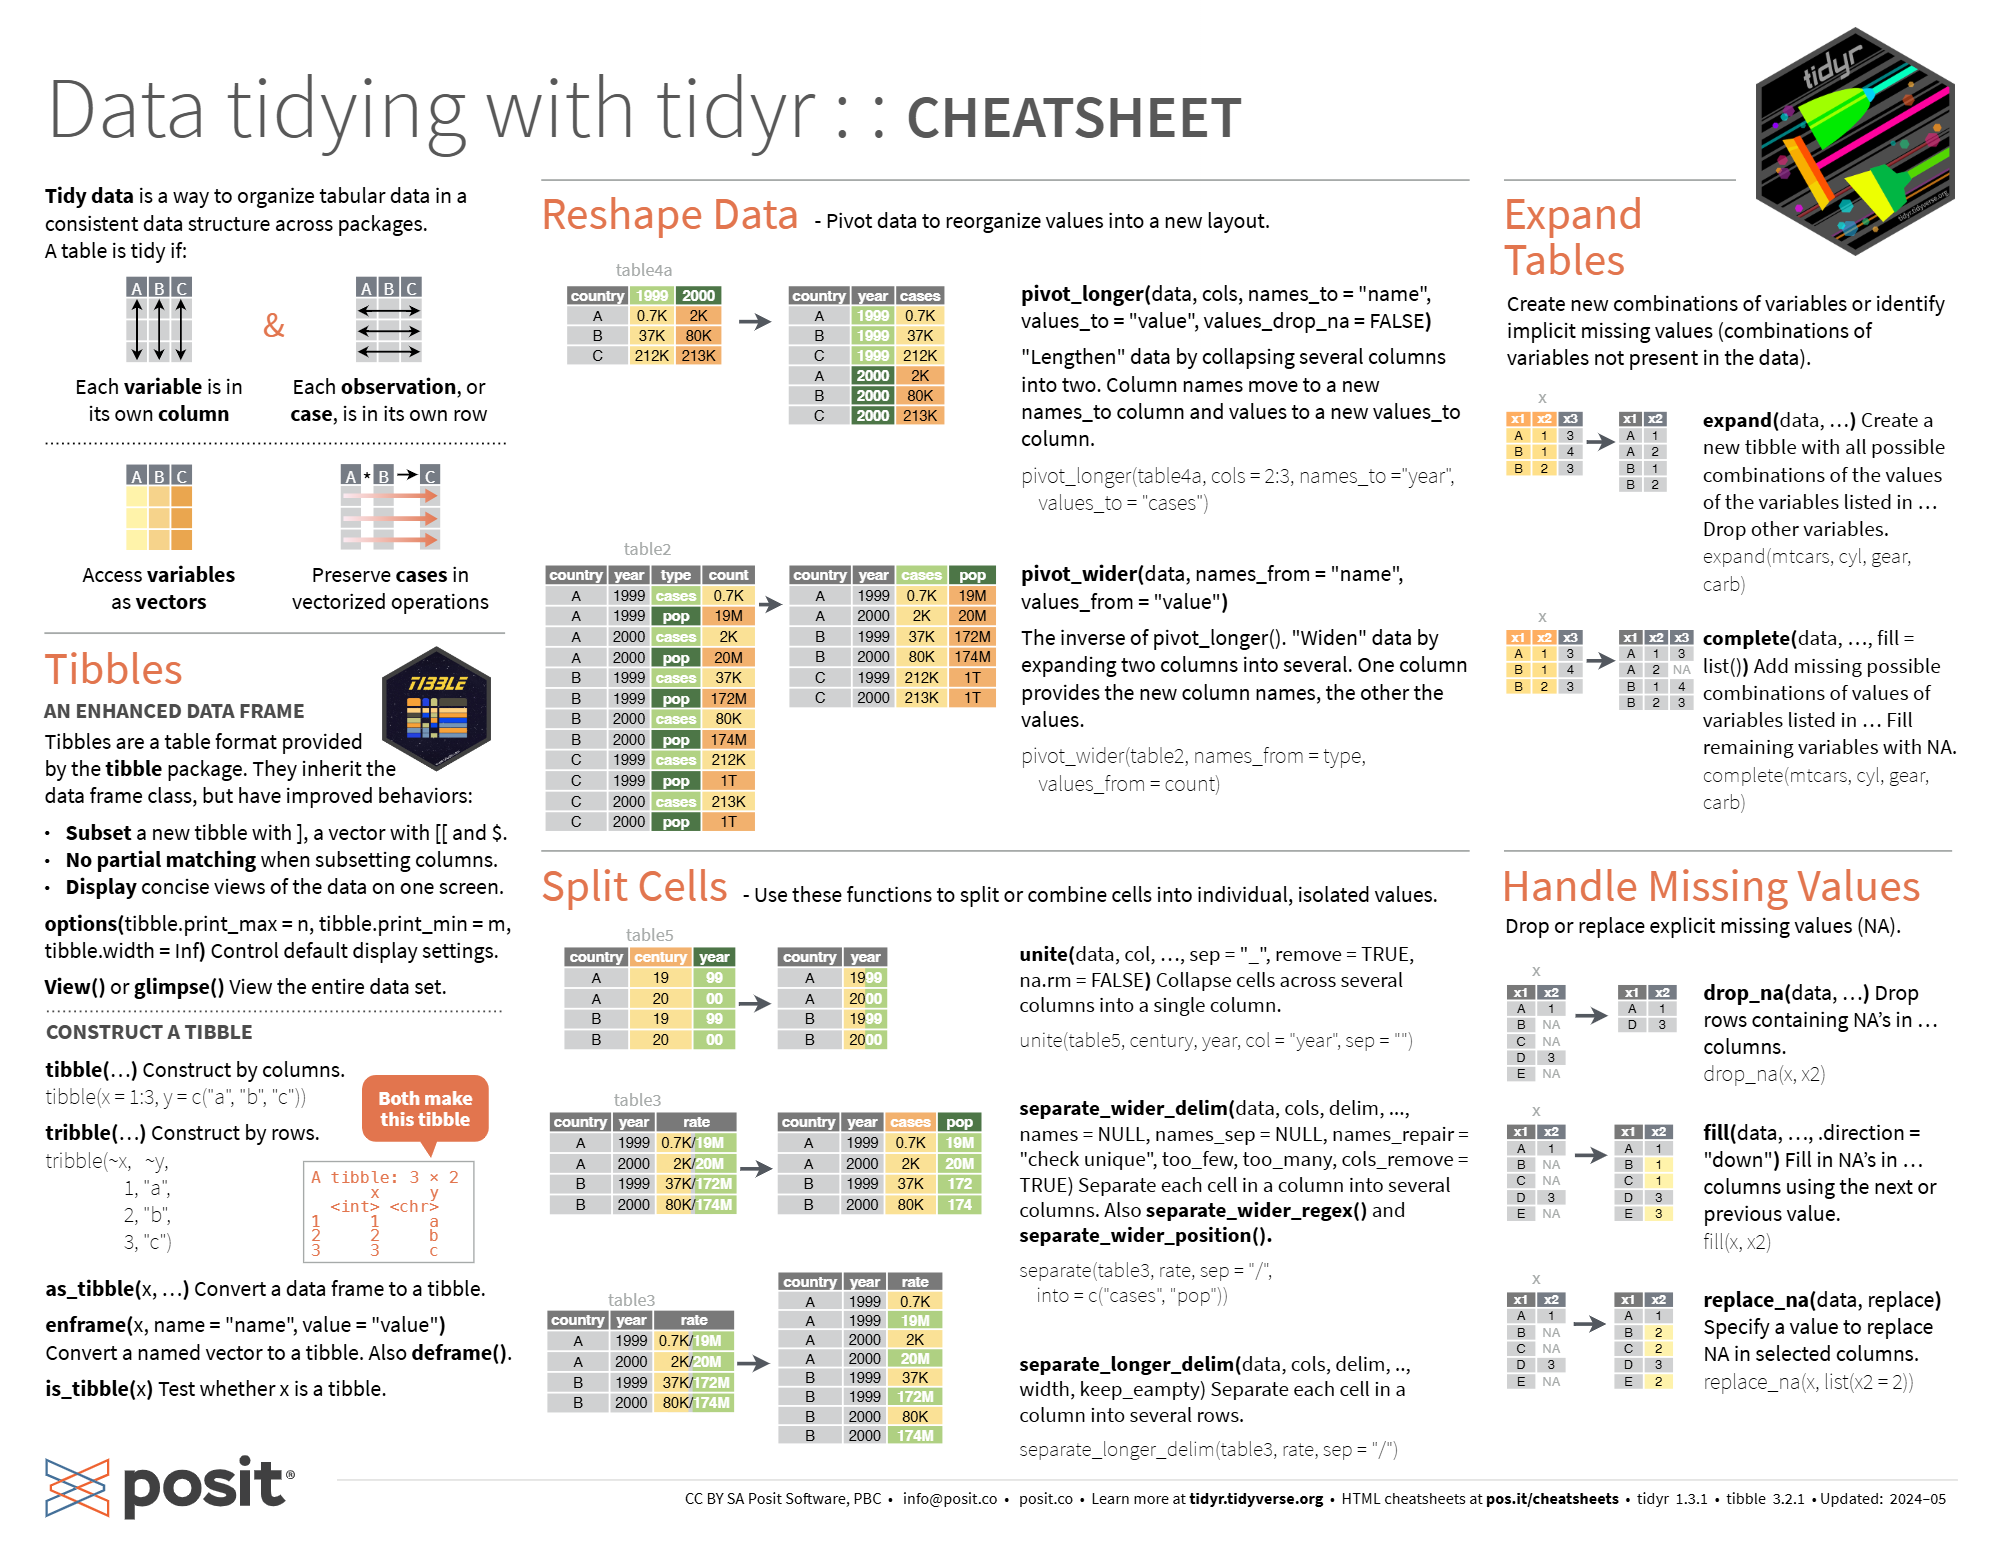 Data tidying with tidyr : : CHEATSHEET
tidyr
tidyr.tidyverse.org
Tidy data is a way to organize tabular data in a
consistent data structure across packages.
A table is tidy if:
A B C
&
A B C
Each variable is in
its own column
Each observation, or
case, is in its own row
A B C
A * B C
Access variables
as vectors
Preserve cases in
vectorized operations
Tibbles
TIBBLE
AN ENHANCED DATA FRAME
Tibbles are a table format provided
by the tibble package. They inherit the
data frame class, but have improved behaviors:
• Subset a new tibble with ], a vector with [[ and $.
• No partial matching when subsetting columns.
• Display concise views of the data on one screen.
options(tibble.print_max = n, tibble.print_min = m,
tibble.width = Inf) Control default display settings.
View() or glimpse() View the entire data set.
CONSTRUCT A TIBBLE
tibble(…) Construct by columns.
tibble(x = 1:3, y = c("a", "b", "c"))
tribble(…) Construct by rows.
tribble(~x, ~y,
1, "a",
2, "b",
3, "c")
Both make
this tibble
A tibble: 3 × 2
x y
<int> <chr>
1 1 a
2 2 b
3 3 c
as_tibble(x, …) Convert a data frame to a tibble.
enframe(x, name = "name", value = "value")
Convert a named vector to a tibble. Also deframe().
is_tibble(x) Test whether x is a tibble.
Reshape Data - Pivot data to reorganize values into a new layout.
table4a
country 1999 2000
A 0.7K 2K
B 37K 80K
C 212K 213K
country year cases
A 1999 0.7K
B 1999 37K
C 1999 212K
A 2000 2K
B 2000 80K
C 2000 213K
pivot_longer(data, cols, names_to = "name",
values_to = "value", values_drop_na = FALSE)
"Lengthen" data by collapsing several columns
into two. Column names move to a new
names_to column and values to a new values_to
column.
pivot_longer(table4a, cols = 2:3, names_to ="year",
values_to = "cases")
table2
country year type count
A 1999 cases 0.7K
A 1999 pop 19M
A 2000 cases 2K
A 2000 pop 20M
B 1999 cases 37K
B 1999 pop 172M
B 2000 cases 80K
B 2000 pop 174M
C 1999 cases 212K
C 1999 pop 1T
C 2000 cases 213K
C 2000 pop 1T
country year cases pop
A 1999 0.7K 19M
A 2000 2K 20M
B 1999 37K 172M
B 2000 80K 174M
C 1999 212K 1T
C 2000 213K 1T
pivot_wider(data, names_from = "name",
values_from = "value")
The inverse of pivot_longer(). "Widen" data by
expanding two columns into several. One column
provides the new column names, the other the
values.
pivot_wider(table2, names_from = type,
values_from = count)
Split Cells - Use these functions to split or combine cells into individual, isolated values.
table5
country century year
A 19 99
A 20 00
B 19 99
B 20 00
country year
A 1999
A 2000
B 1999
B 2000
unite(data, col, …, sep = "_", remove = TRUE,
na.rm = FALSE) Collapse cells across several
columns into a single column.
unite(table5, century, year, col = "year", sep = "")
table3
country year rate
A 1999 0.7K/19M
A 2000 2K/20M
B 1999 37K/172M
B 2000 80K/174M
country year cases pop
A 1999 0.7K 19M
A 2000 2K 20M
B 1999 37K 172
B 2000 80K 174
separate_wider_delim(data, cols, delim, ...,
names = NULL, names_sep = NULL, names_repair =
"check unique", too_few, too_many, cols_remove =
TRUE) Separate each cell in a column into several
columns. Also separate_wider_regex() and
separate_wider_position().
separate(table3, rate, sep = "/",
into = c("cases", "pop"))
table3
country year rate
A 1999 0.7K/19M
A 2000 2K/20M
B 1999 37K/172M
B 2000 80K/174M
country year rate
A 1999 0.7K
A 1999 19M
A 2000 2K
A 2000 20M
B 1999 37K
B 1999 172M
B 2000 80K
B 2000 174M
separate_longer_delim(data, cols, delim, ..,
width, keep_eampty) Separate each cell in a
column into several rows.
separate_longer_delim(table3, rate, sep = "/")
Expand
Tables
Create new combinations of variables or identify
implicit missing values (combinations of
variables not present in the data).
x
x1 x2 x3
A 1 3
B 1 4
B 2 3
x1 x2
A 1
A 2
B 1
B 2
expand(data, …) Create a
new tibble with all possible
combinations of the values
of the variables listed in …
Drop other variables.
expand(mtcars, cyl, gear,
carb)
x
x1 x2 x3
A 1 3
B 1 4
B 2 3
x1 x2 x3
A 1 3
A 2 NA
B 1 4
B 2 3
complete(data, …, fill =
list()) Add missing possible
combinations of values of
variables listed in … Fill
remaining variables with NA.
complete(mtcars, cyl, gear,
carb)
Handle Missing Values
Drop or replace explicit missing values (NA).
x
x1 x2
A 1
B NA
C NA
D 3
E NA
x1 x2
A 1
D 3
drop_na(data, …) Drop
rows containing NA’s in …
columns.
drop_na(x, x2)
x
x1 x2
A 1
B NA
C NA
D 3
E NA
x1 x2
A 1
B 1
C 1
D 3
E 3
fill(data, …, .direction =
"down") Fill in NA’s in …
columns using the next or
previous value.
fill(x, x2)
x
x1 x2
A 1
B NA
C NA
D 3
E NA
x1 x2
A 1
B 2
C 2
D 3
E 2
replace_na(data, replace)
Specify a value to replace
NA in selected columns.
replace_na(x, list(x2 = 2))
posit®
CC BY SA Posit Software, PBC • info@posit.co • posit.co • Learn more at tidyr.tidyverse.org • HTML cheatsheets at pos.it/cheatsheets • tidyr 1.3.1 • tibble 3.2.1 • Updated: 2024–05